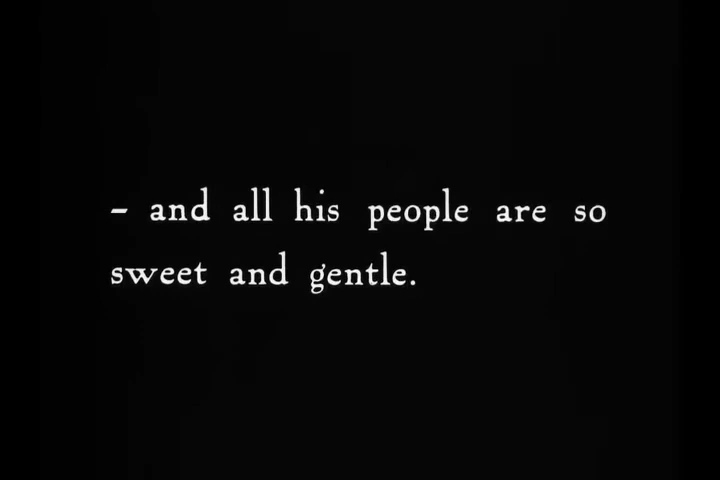 – and all his people are so
sweet and gentle.